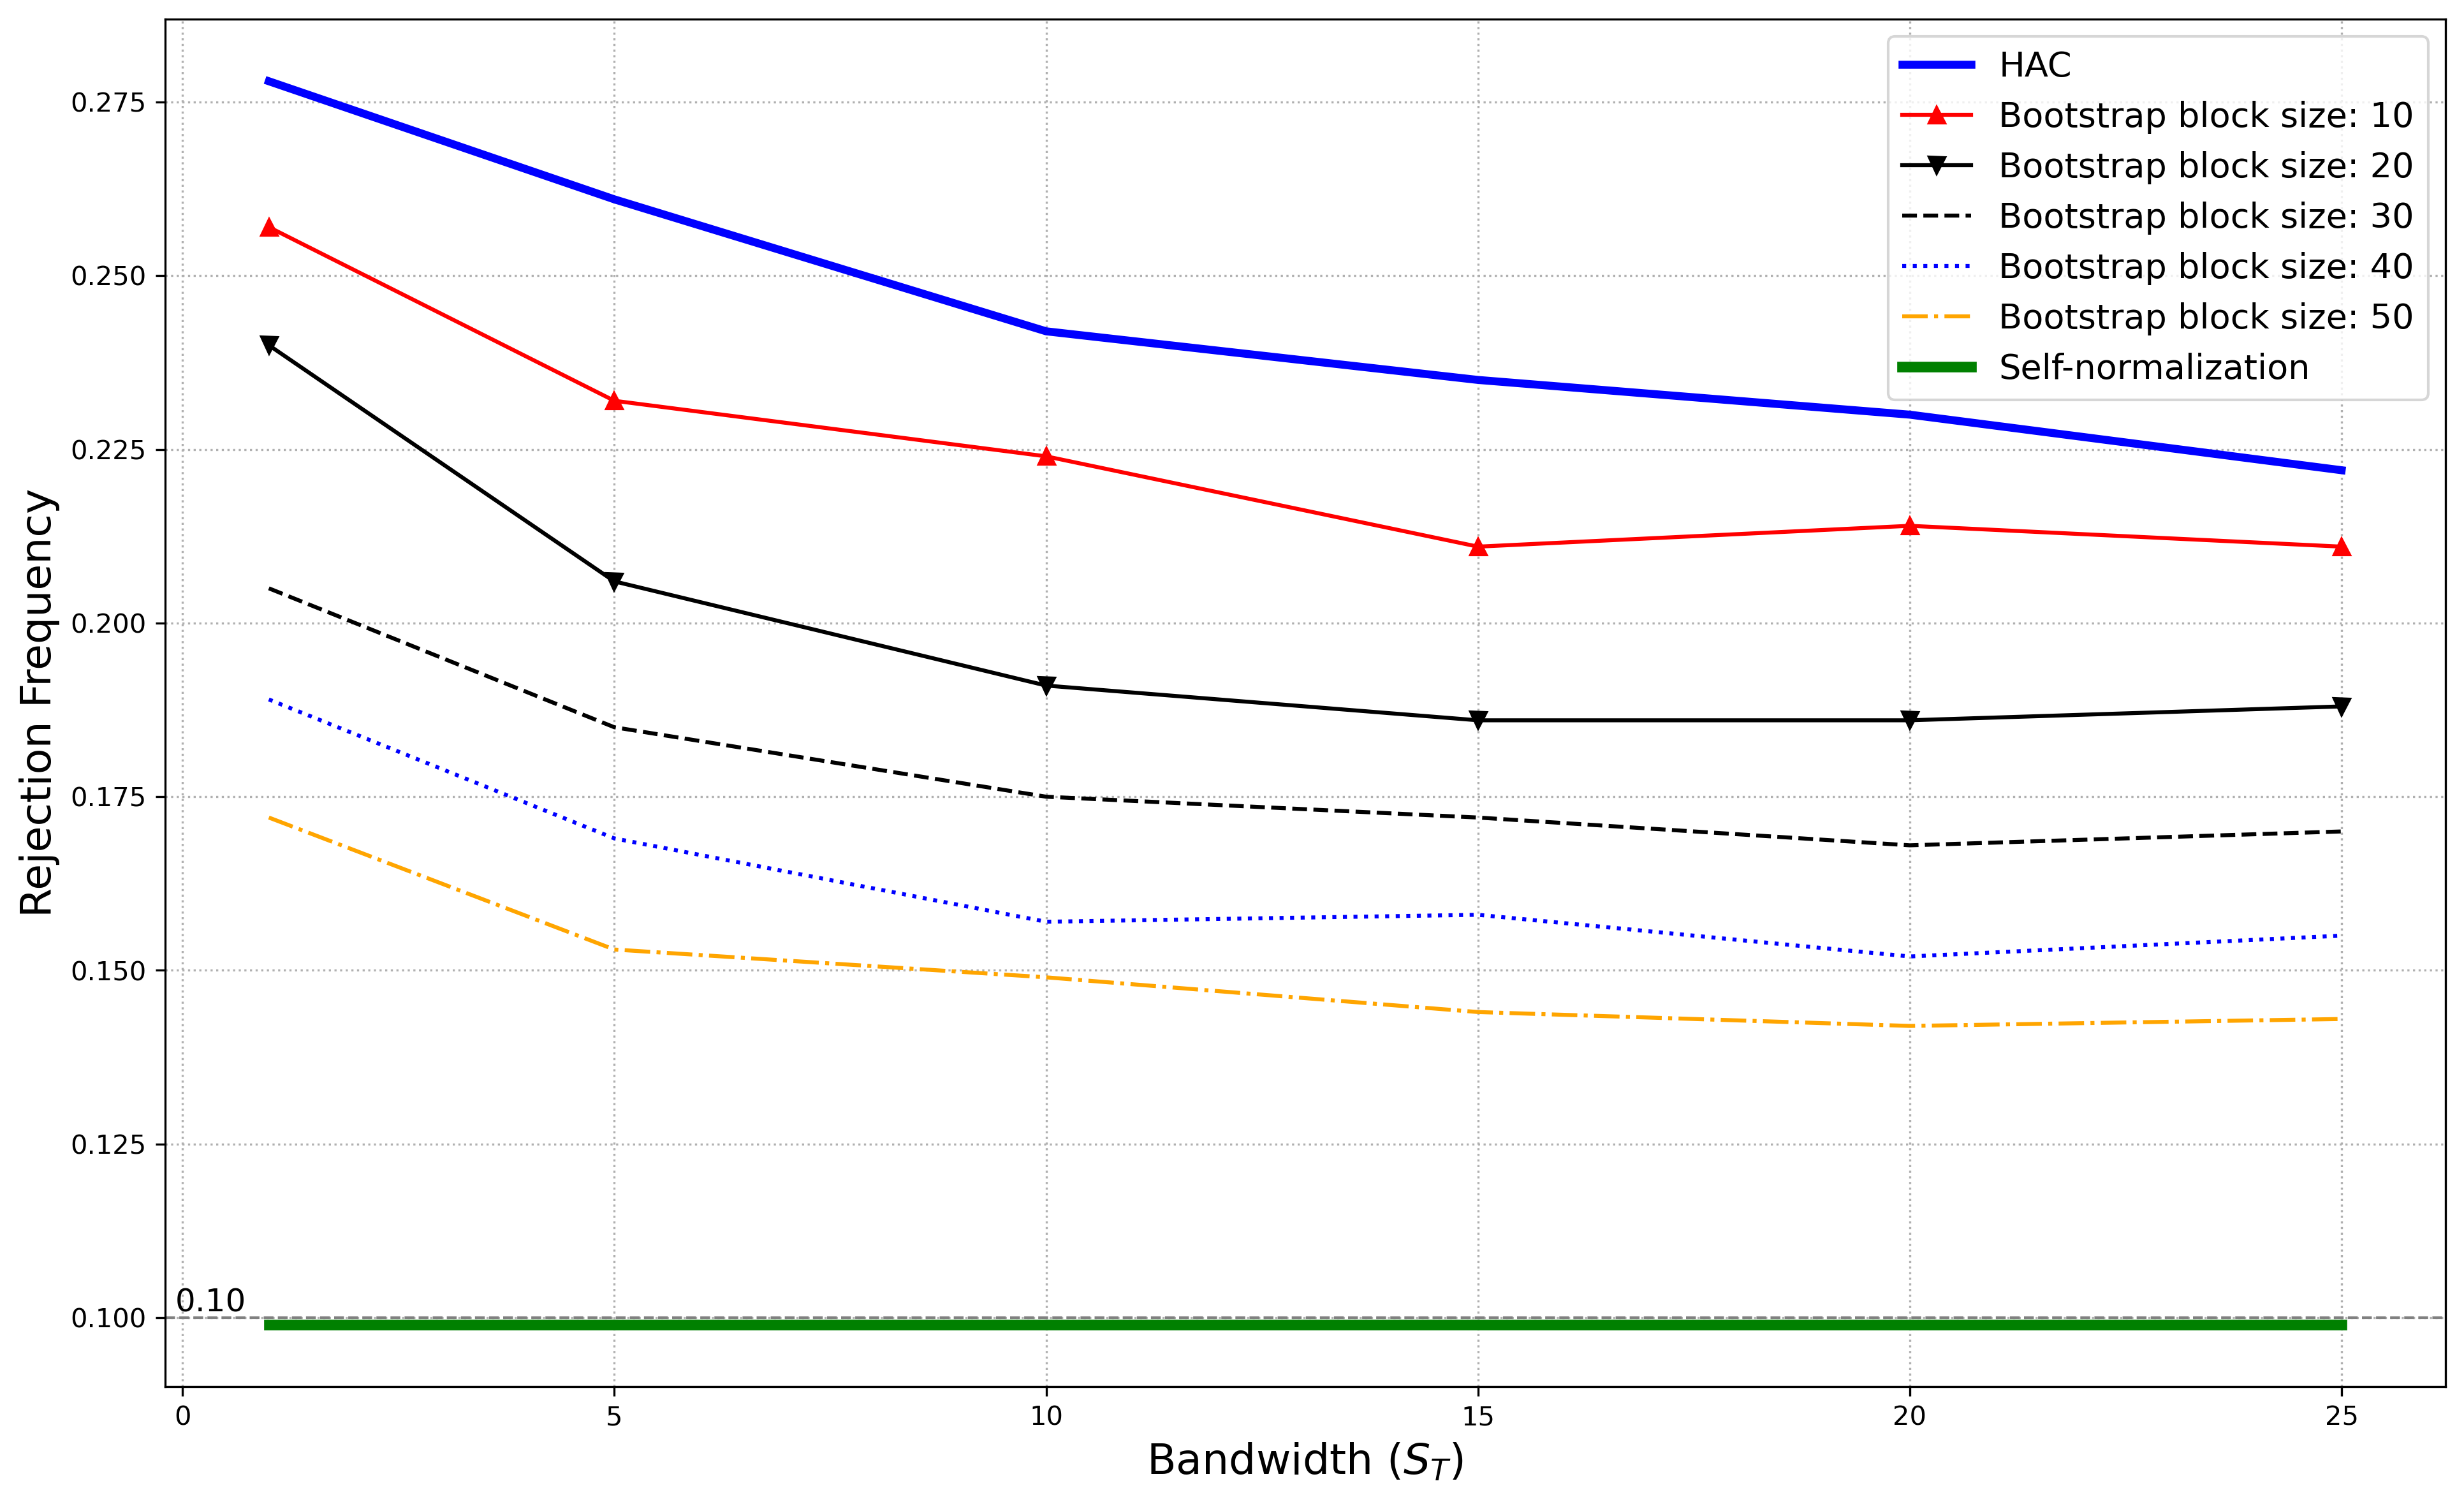 HAC
Bootstrap block size: 10
Bootstrap block size: 20
Bootstrap block size: 30
Bootstrap block size: 40
Bootstrap block size: 50
Self-normalization
Rejection Frequency
0.275
0.250
0.225
0.200
0.175
0.150
0.125
0.100
0.10
0 5 10 15 20 25
Bandwidth (S_T)